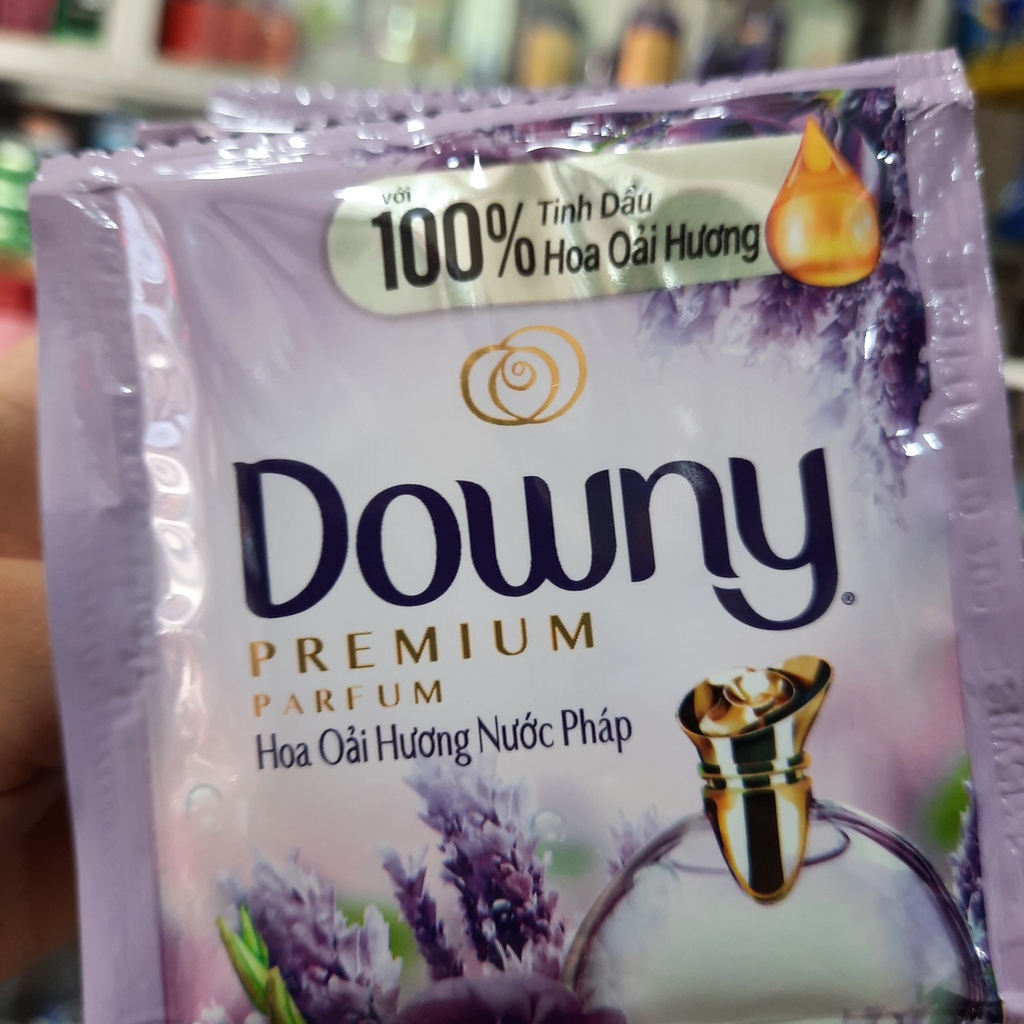 với
100% Tinh Dầu
Hoa Oải Hương
Downy®
PREMIUM
PARFUM
Hoa Oải Hương Nước Pháp